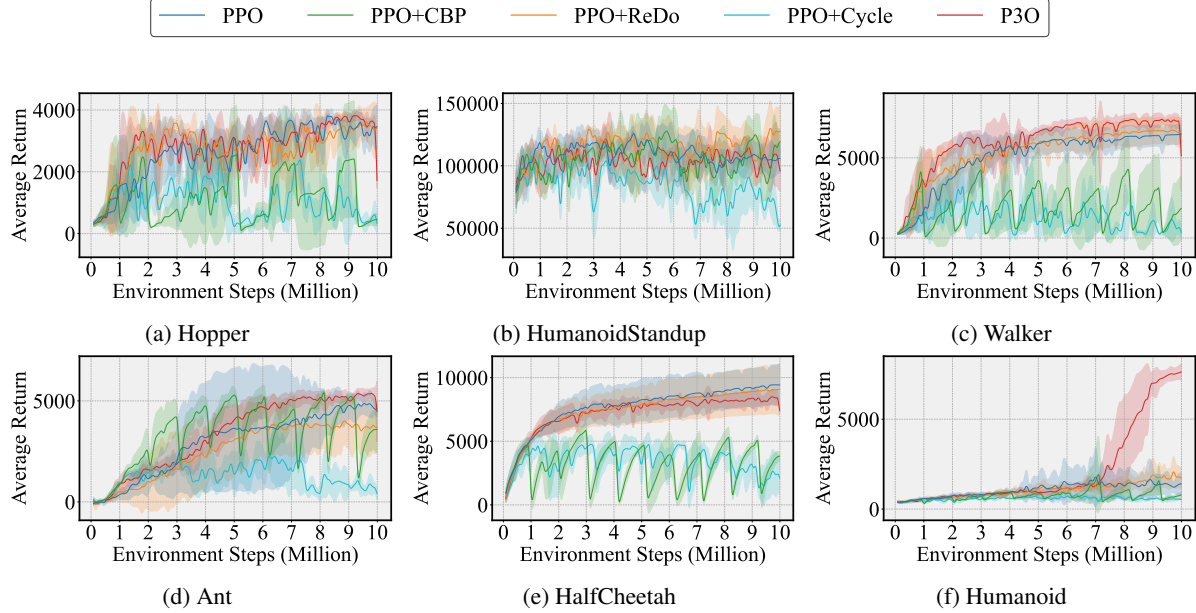 PPO PPO+CBP PPO+ReDo PPO+Cycle P3O
Average Return
4000
2000
0
0 1 2 3 4 5 6 7 8 9 10
Environment Steps (Million)
(a) Hopper
Average Return
150000
100000
50000
0 1 2 3 4 5 6 7 8 9 10
Environment Steps (Million)
(b) HumanoidStandup
Average Return
5000
0
0 1 2 3 4 5 6 7 8 9 10
Environment Steps (Million)
(c) Walker
Average Return
5000
0
0 1 2 3 4 5 6 7 8 9 10
Environment Steps (Million)
(d) Ant
Average Return
10000
5000
0
0 1 2 3 4 5 6 7 8 9 10
Environment Steps (Million)
(e) HalfCheetah
Average Return
5000
0
0 1 2 3 4 5 6 7 8 9 10
Environment Steps (Million)
(f) Humanoid